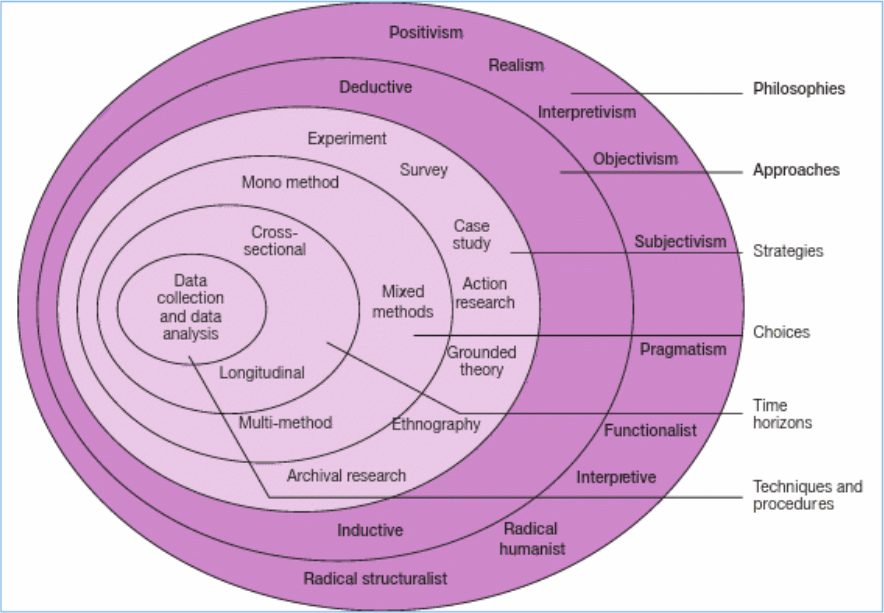 Positivism
Realism
Philosophies
Deductive
Interpretivism
Experiment
Objectivism
Survey
Approaches
Mono method
Case
study
Cross-
sectional
Subjectivism
Strategies
Data
collection
and data
analysis
Mixed
methods
Action
research
Choices
Pragmatism
Grounded
theory
Longitudinal
Time
horizons
Multi-method
Ethnography
Functionalist
Archival research
Interpretive
Techniques and
procedures
Inductive
Radical
humanist
Radical structuralist